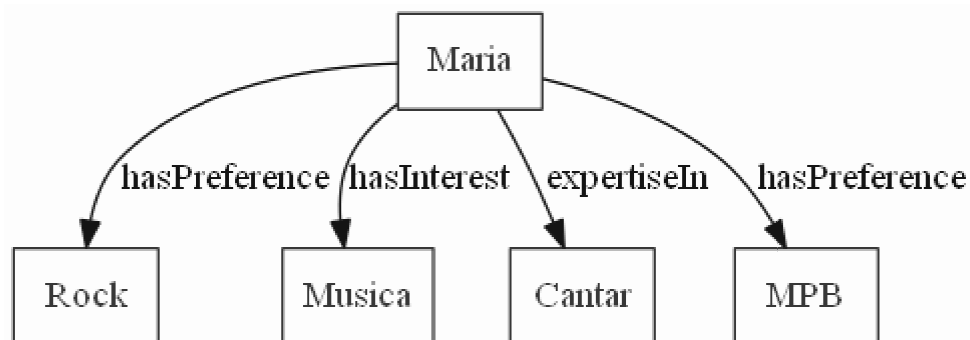 Maria
hasPreference hasInterest expertiseIn hasPreference
Rock Musica Cantar MPB